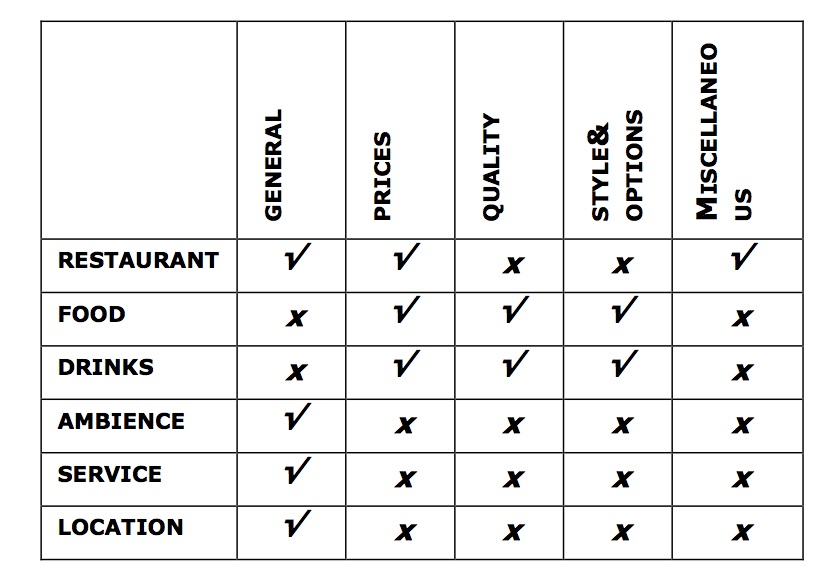 GENERAL
PRICES
QUALITY
STYLE&
OPTIONS
MISCELLANEO
US
RESTAURANT √ √ x x √
FOOD x √ √ √ x
DRINKS x √ √ √ x
AMBIENCE √ x x x x
SERVICE √ x x x x
LOCATION √ x x x x